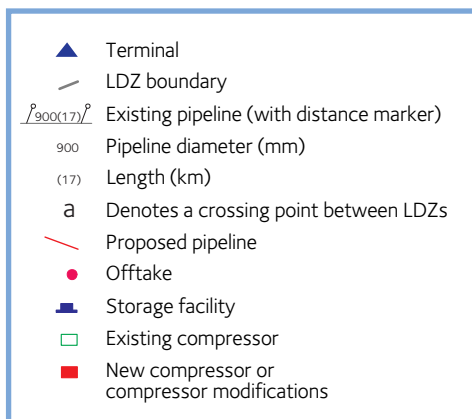 Terminal
LDZ boundary
900(17) Existing pipeline (with distance marker)
900 Pipeline diameter (mm)
(17) Length (km)
a Denotes a crossing point between LDZs
Proposed pipeline
Offtake
Storage facility
Existing compressor
New compressor or
compressor modifications